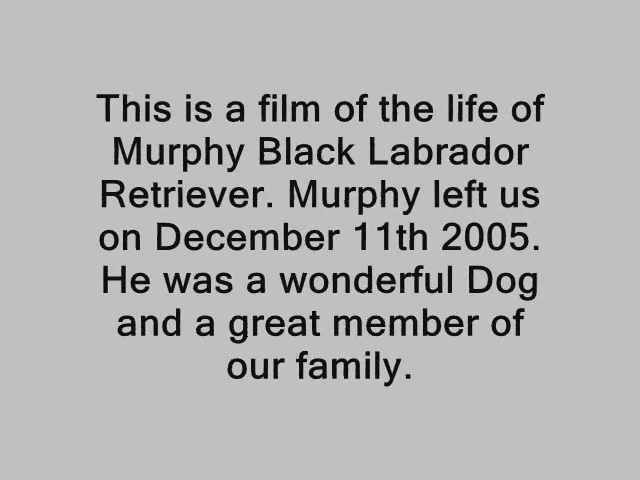 This is a film of the life of
Murphy Black Labrador
Retriever. Murphy left us
on December 11th 2005.
He was a wonderful Dog
and a great member of
our family.